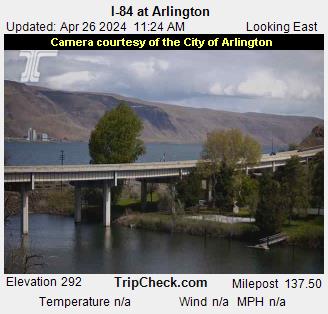 I-84 at Arlington
Updated: Apr 26 2024 11:24 AM Looking East
Camera courtesy of the City of Arlington
Elevation 292 TripCheck.com Milepost 137.50
Temperature n/a Wind n/a MPH n/a